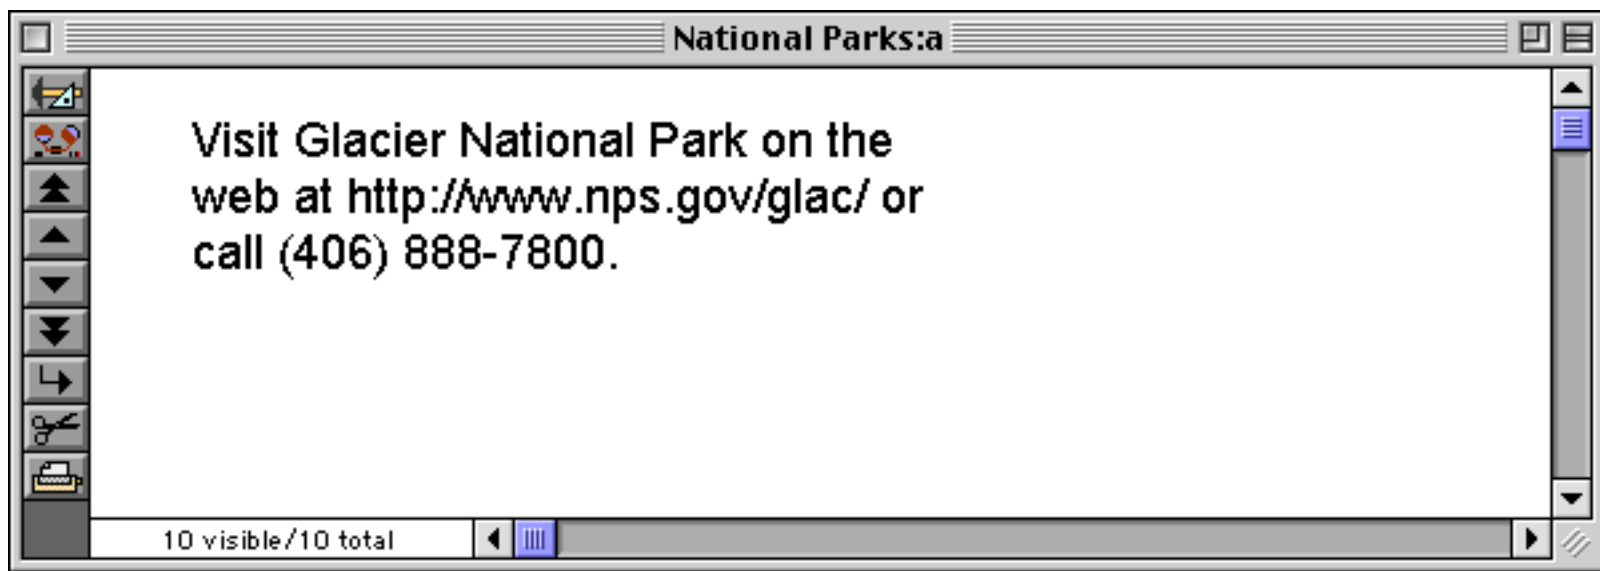 National Parks:a
Visit Glacier National Park on the
web at http://www.nps.gov/glac/ or
call (406) 888-7800.
10 visible/10 total